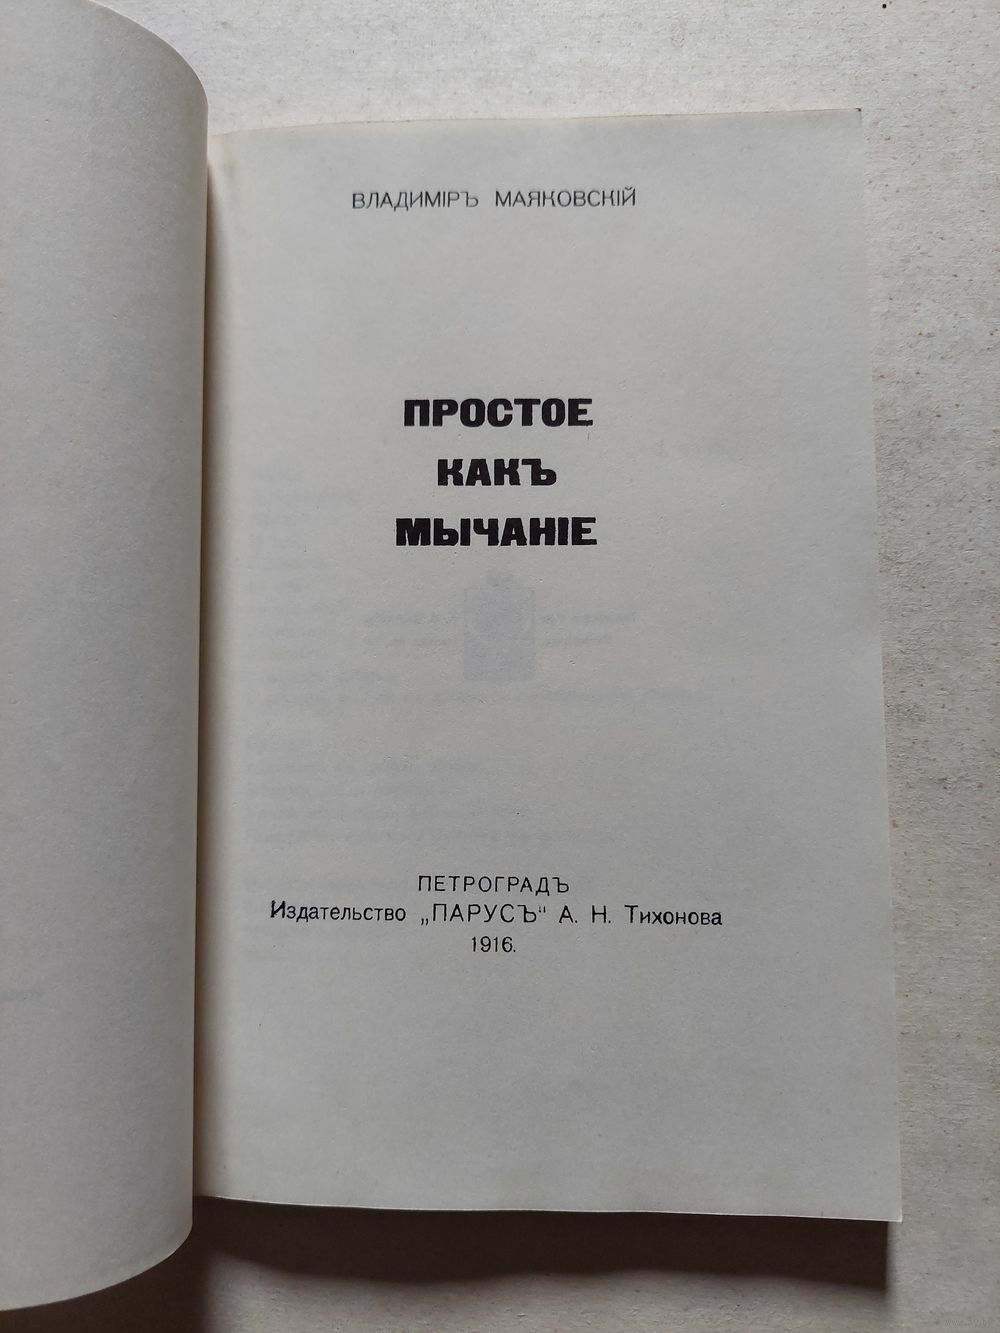 ВЛАДИМІРЪ МАЯКОВСКІЙ
ПРОСТОЕ
КАКЪ
МЫЧАНІЕ
ПЕТРОГРАДЪ
Издательство „ПАРУСЪ“ А. Н. Тихонова
1916.